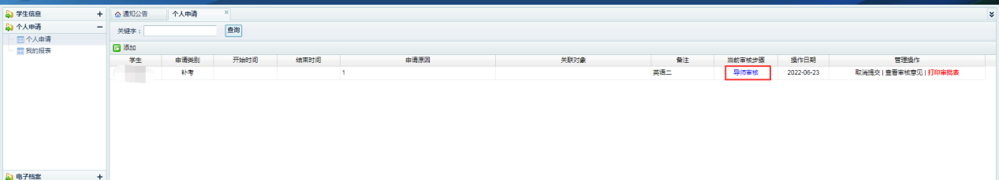 学生信息 +
通知公告 个人申请 ×
个人申请 −
个人申请
我的报表
关键字： 查询
添加
学生 申请类别 开始时间 结束时间 申请原因 关联对象 备注 当前审核步骤 操作日期 管理操作
补考 1 英语二 导师审核 2022-06-23 取消提交 | 查看审核意见 | 打印审批表
电子档案 +